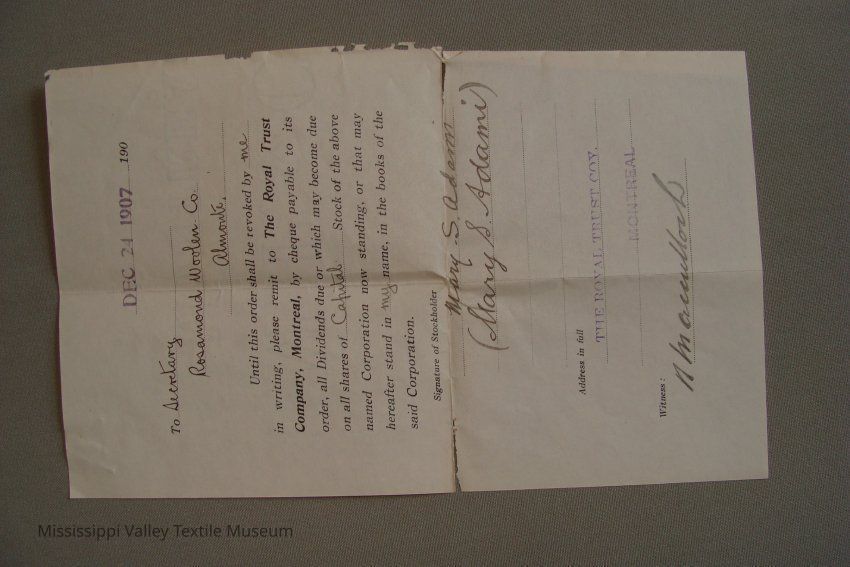 DEC 24 1907 190
To Secretary
Rosamond Woolen Co.
Almonte.
Until this order shall be revoked by me
in writing, please remit to The Royal Trust
Company, Montreal, by cheque payable to its
order, all Dividends due or which may become due
on all shares of Capital Stock of the above
named Corporation now standing, or that may
hereafter stand in my name, in the books of the
said Corporation.
Signature of Stockholder
Mary S. Adami
(Mary S. Adami)
Address in full
THE ROYAL TRUST COY.
MONTREAL
Witness:
Mississippi Valley Textile Museum